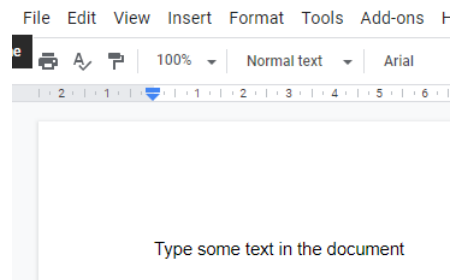 File Edit View Insert Format Tools Add-ons H
e 100% Normal text Arial
2 1 1 2 3 4 5 6
Type some text in the document